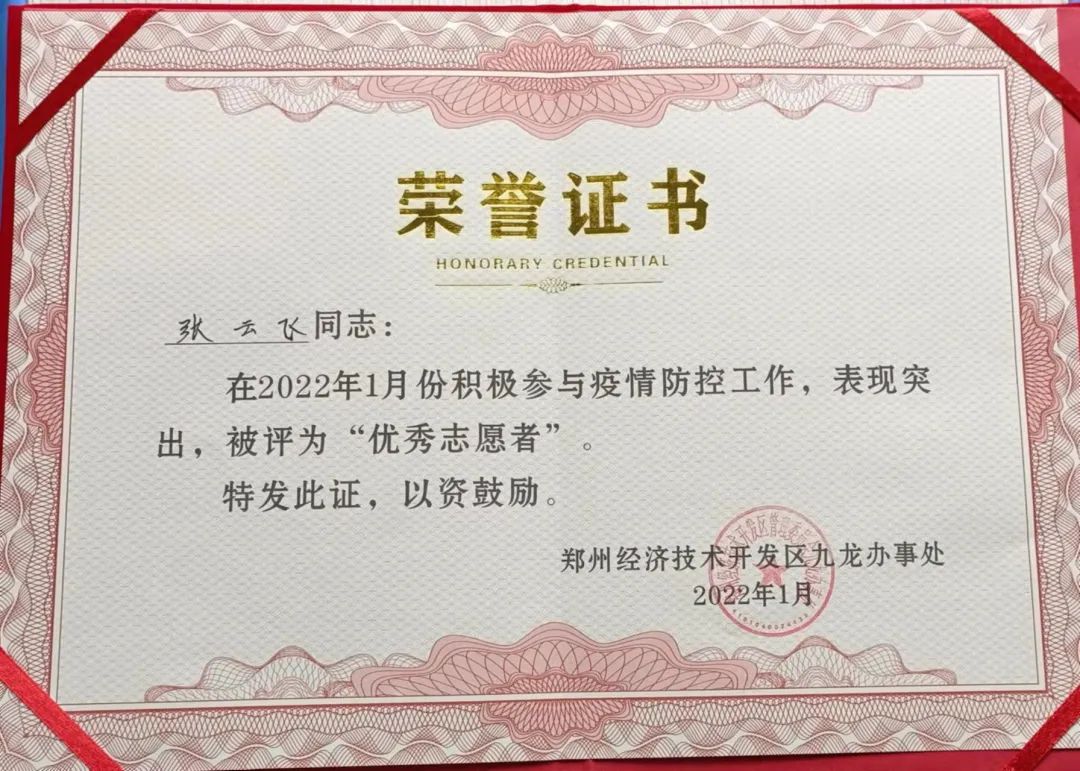 荣誉证书
HONORARY CREDENTIAL
张云飞同志：
在2022年1月份积极参与疫情防控工作，表现突
出，被评为“优秀志愿者”。
特发此证，以资鼓励。
郑州经济技术开发区九龙办事处
2022年1月